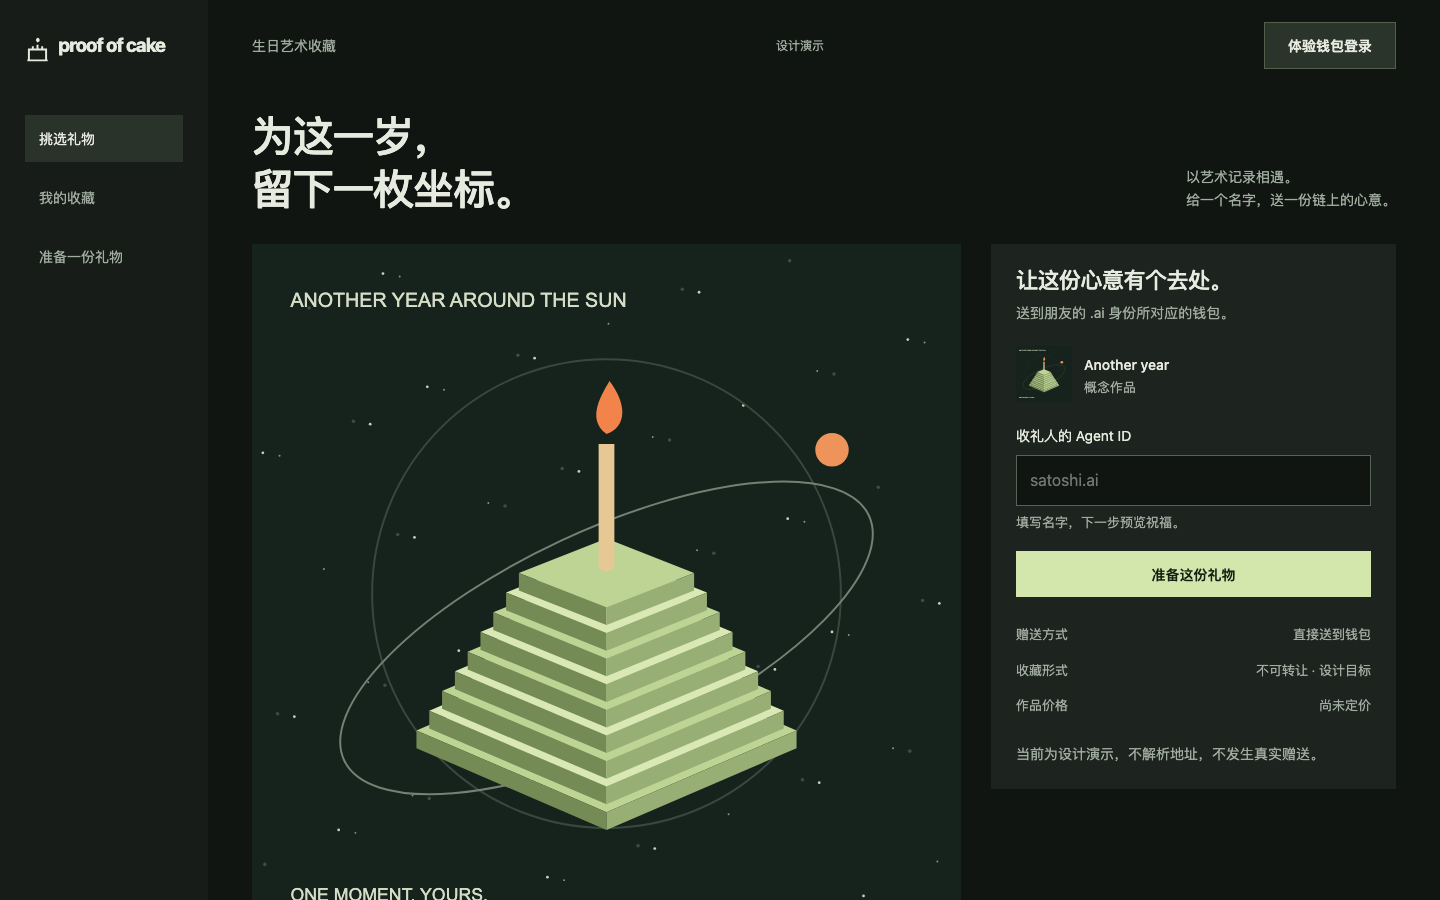 proof of cake
挑选礼物
我的收藏
准备一份礼物
生日艺术收藏
设计演示
体验钱包登录
为这一岁，
留下一枚坐标。
以艺术记录相遇。
给一个名字，送一份链上的心意。
ANOTHER YEAR AROUND THE SUN
ONE MOMENT. YOURS.
让这份心意有个去处。
送到朋友的 .ai 身份所对应的钱包。
Another year
概念作品
收礼人的 Agent ID
satoshi.ai
填写名字，下一步预览祝福。
准备这份礼物
赠送方式 直接送到钱包
收藏形式 不可转让 · 设计目标
作品价格 尚未定价
当前为设计演示，不解析地址，不发生真实赠送。